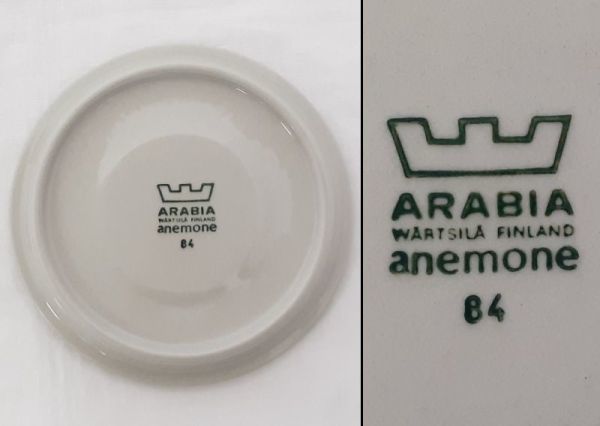 ARABIA
WÄRTSILÄ FINLAND
anemone
84
ARABIA
WÄRTSILÄ FINLAND
anemone
84